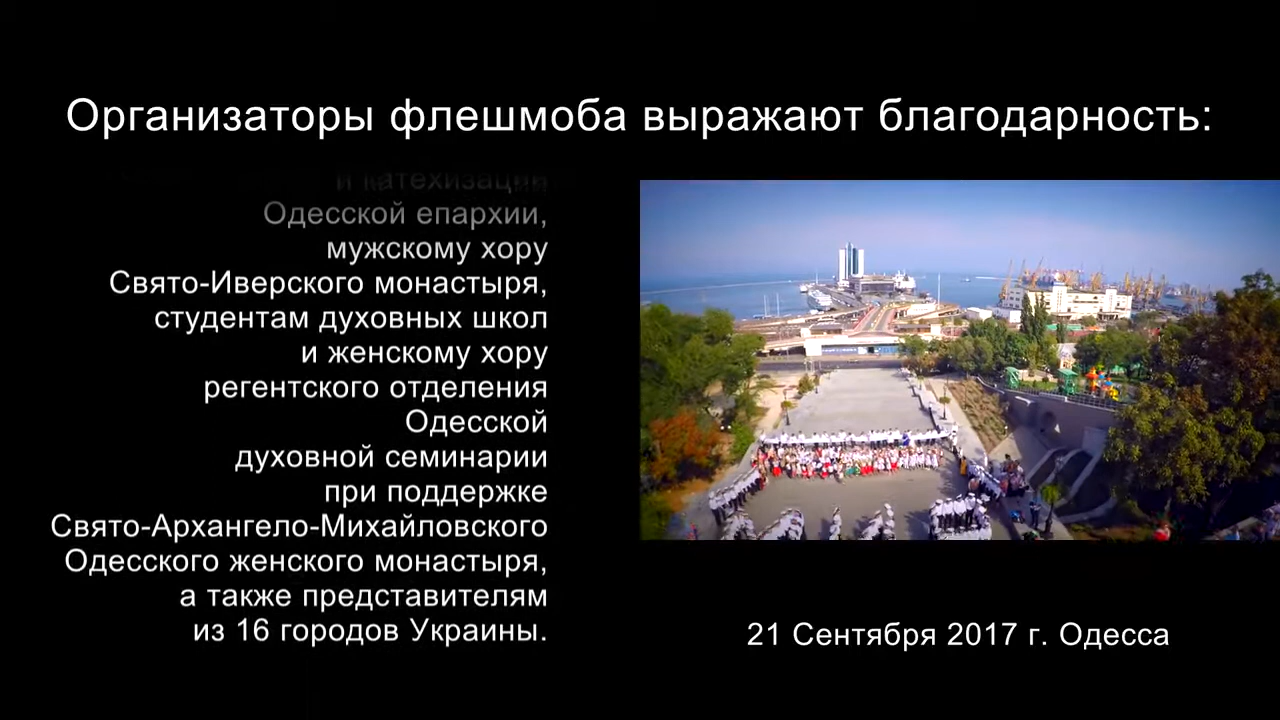 Организаторы флешмоба выражают благодарность:
и катехизации
Одесской епархии,
мужскому хору
Свято-Иверского монастыря,
студентам духовных школ
и женскому хору
регентского отделения
Одесской
духовной семинарии
при поддержке
Свято-Архангело-Михайловского
Одесского женского монастыря,
а также представителям
из 16 городов Украины.
21 Сентября 2017 г. Одесса